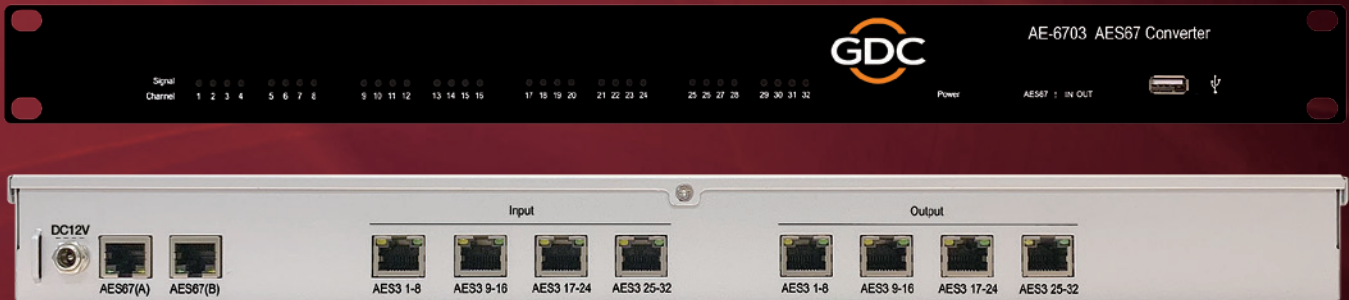 GDC
AE-6703 AES67 Converter
Signal
Channel 1 2 3 4 5 6 7 8 9 10 11 12 13 14 15 16 17 18 19 20 21 22 23 24 25 26 27 28 29 30 31 32
Power
AES67 : IN OUT
Input
Output
DC12V
AES67(A) AES67(B) AES3 1-8 AES3 9-16 AES3 17-24 AES3 25-32 AES3 1-8 AES3 9-16 AES3 17-24 AES3 25-32